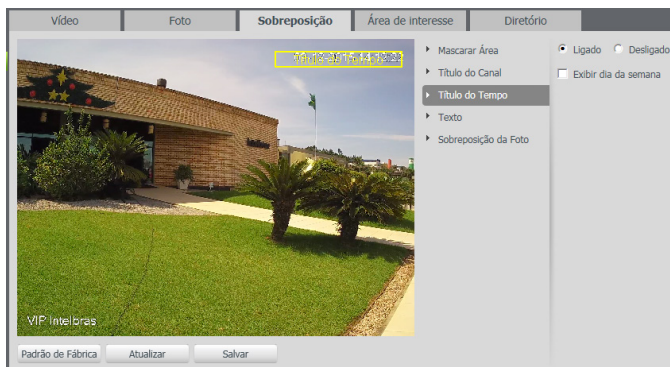 Vídeo
Foto
Sobreposição
Área de interesse
Diretório
Mascarar Área
Título do Canal
Título do Tempo
Texto
Sobreposição da Foto
Ligado
Desligado
Exibir dia da semana
VIP Intelbras
Padrão de Fábrica
Atualizar
Salvar